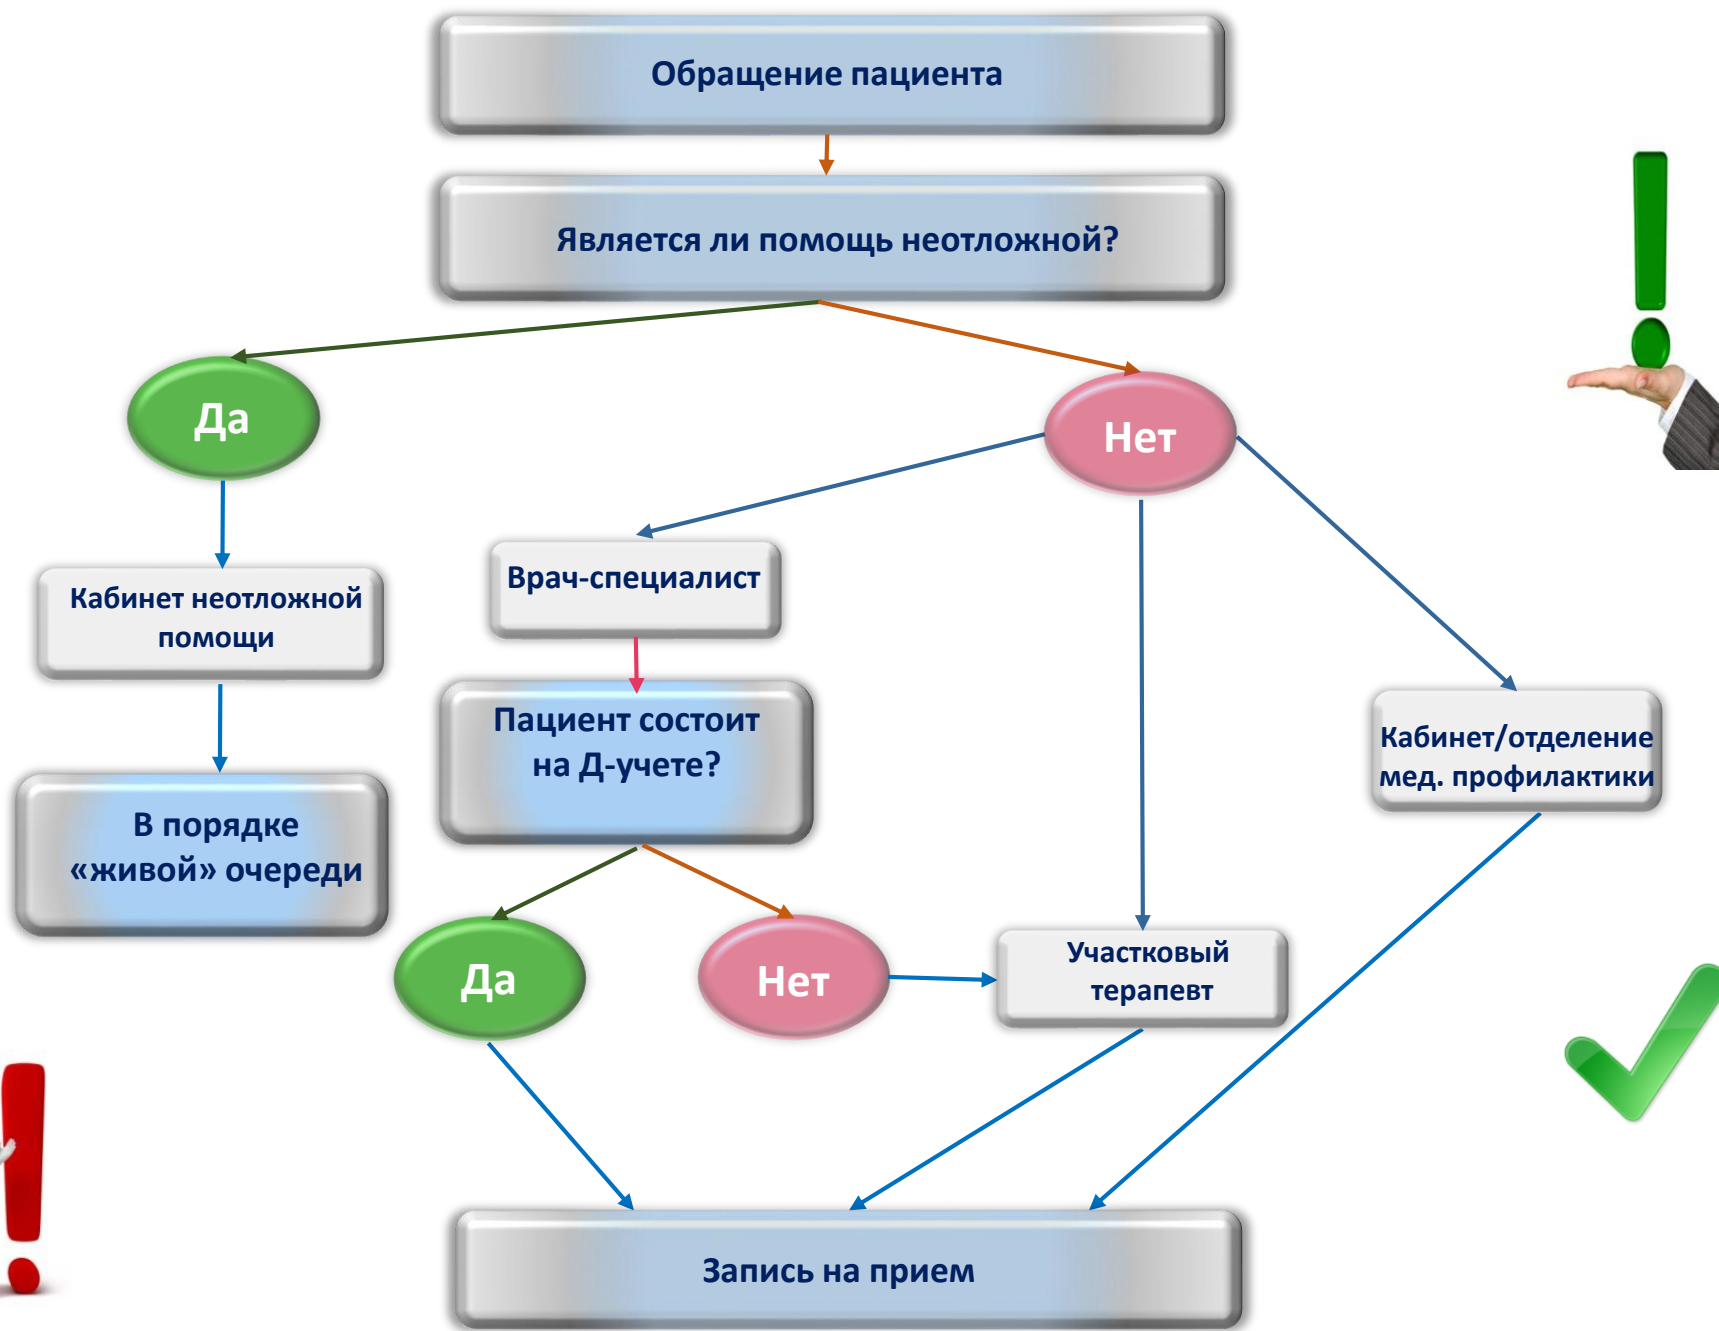 Обращение пациента
Является ли помощь неотложной?
Да
Нет
Врач-специалист
Кабинет неотложной
помощи
Пациент состоит
на Д-учете?
Кабинет/отделение
мед. профилактики
В порядке
«живой» очереди
Да
Нет
Участковый
терапевт
Запись на прием